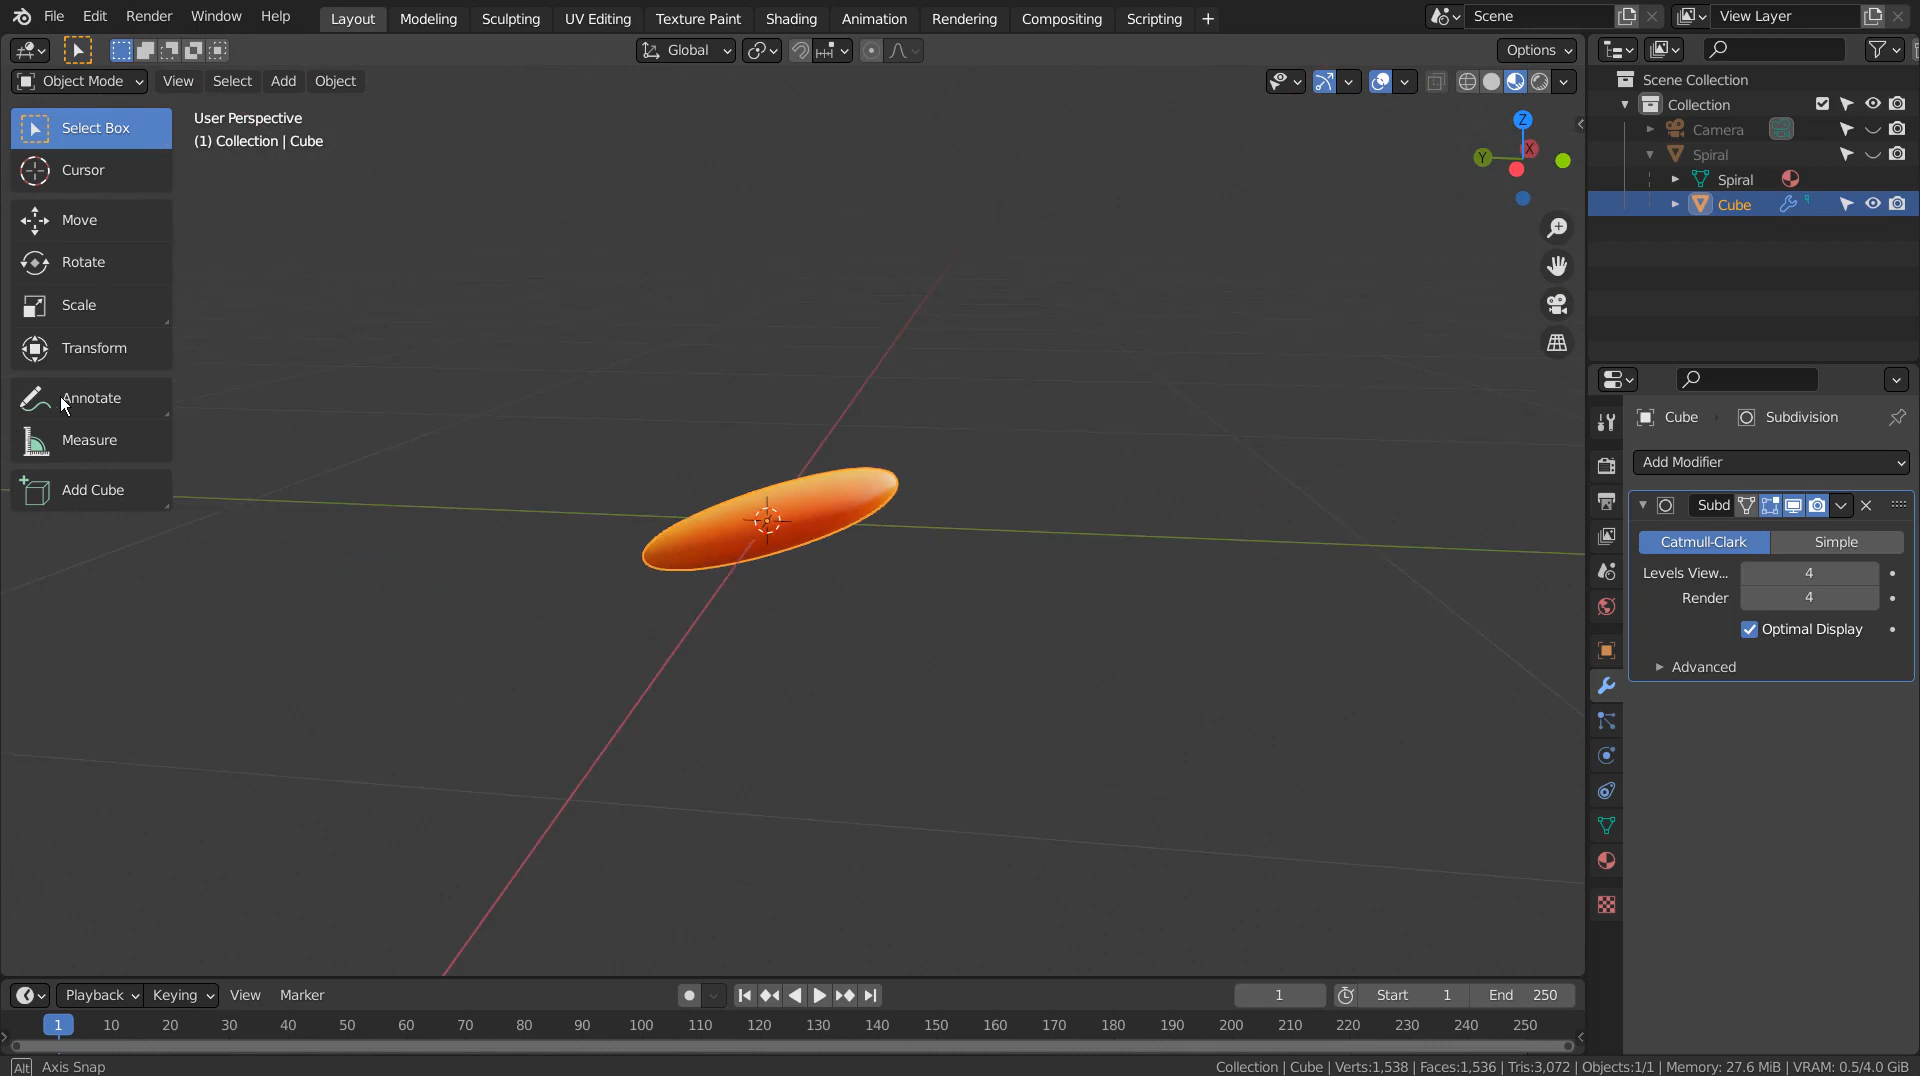 File Edit Render Window Help Layout Modeling Sculpting UV Editing Texture Paint Shading Animation Rendering Compositing Scripting + Scene View Layer
Global Options
Object Mode View Select Add Object
Select Box
Cursor
Move
Rotate
Scale
Transform
Annotate
Measure
Add Cube
User Perspective
(1) Collection | Cube
Z
Y
X
Scene Collection
Collection
Camera
Spiral
Spiral
Cube
Cube Subdivision
Add Modifier
Subd
Catmull-Clark Simple
Levels View... 4
Render 4
Optimal Display
Advanced
Playback Keying View Marker 1 Start 1 End 250
1 10 20 30 40 50 60 70 80 90 100 110 120 130 140 150 160 170 180 190 200 210 220 230 240 250
Alt Axis Snap
Collection | Cube | Verts:1,538 | Faces:1,536 | Tris:3,072 | Objects:1/1 | Memory: 27.6 MiB | VRAM: 0.5/4.0 GiB